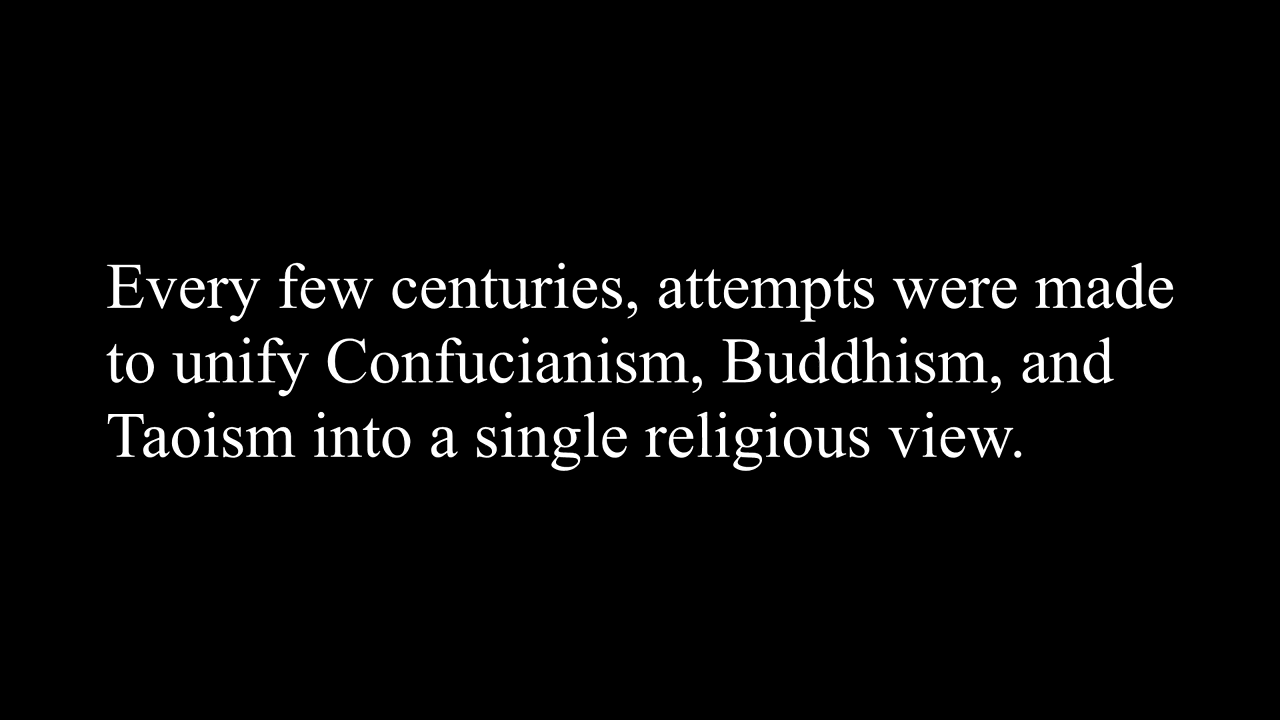 Every few centuries, attempts were made
to unify Confucianism, Buddhism, and
Taoism into a single religious view.